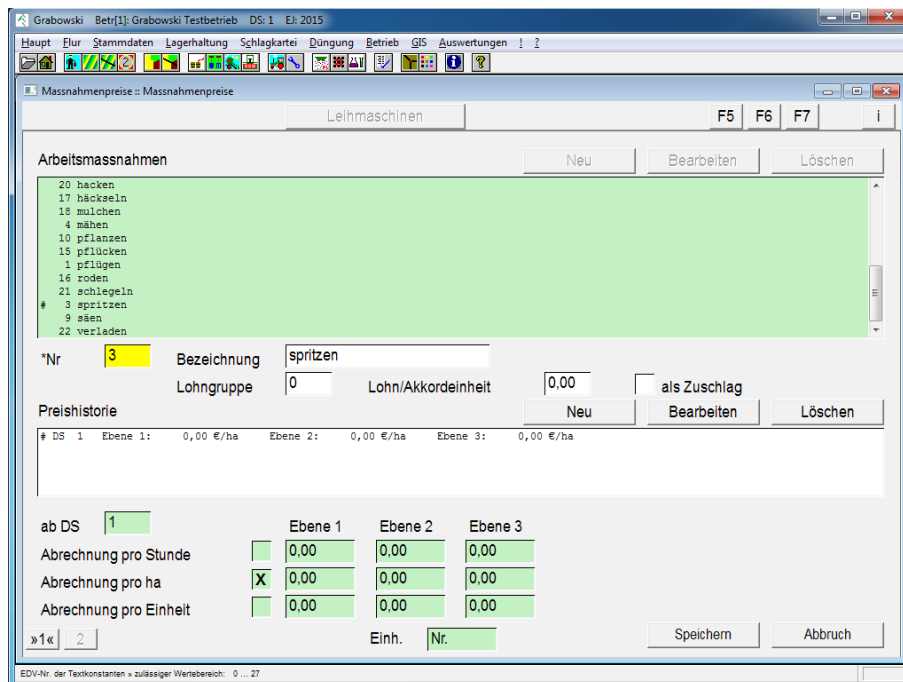 Grabowski Betr[1]: Grabowski Testbetrieb DS: 1 EJ: 2015
Haupt Flur Stammdaten Lagerhaltung Schlagkartei Düngung Betrieb GIS Auswertungen ! ?
Massnahmenpreise :: Massnahmenpreise
Leihmaschinen F5 F6 F7 i
Arbeitsmassnahmen Neu Bearbeiten Löschen
20 hacken
17 häckseln
18 mulchen
4 mähen
10 pflanzen
15 pflücken
1 pflügen
16 roden
21 schlegeln
# 3 spritzen
9 säen
22 verladen
*Nr 3 Bezeichnung spritzen
Lohngruppe 0 Lohn/Akkordeinheit 0,00 als Zuschlag
Preishistorie Neu Bearbeiten Löschen
# DS 1 Ebene 1: 0,00 €/ha Ebene 2: 0,00 €/ha Ebene 3: 0,00 €/ha
ab DS 1 Ebene 1 Ebene 2 Ebene 3
Abrechnung pro Stunde 0,00 0,00 0,00
Abrechnung pro ha X 0,00 0,00 0,00
Abrechnung pro Einheit 0,00 0,00 0,00
»1« 2 Einh. Nr. Speichern Abbruch
EDV-Nr. der Textkonstanten » zulässiger Wertebereich: 0 ... 27